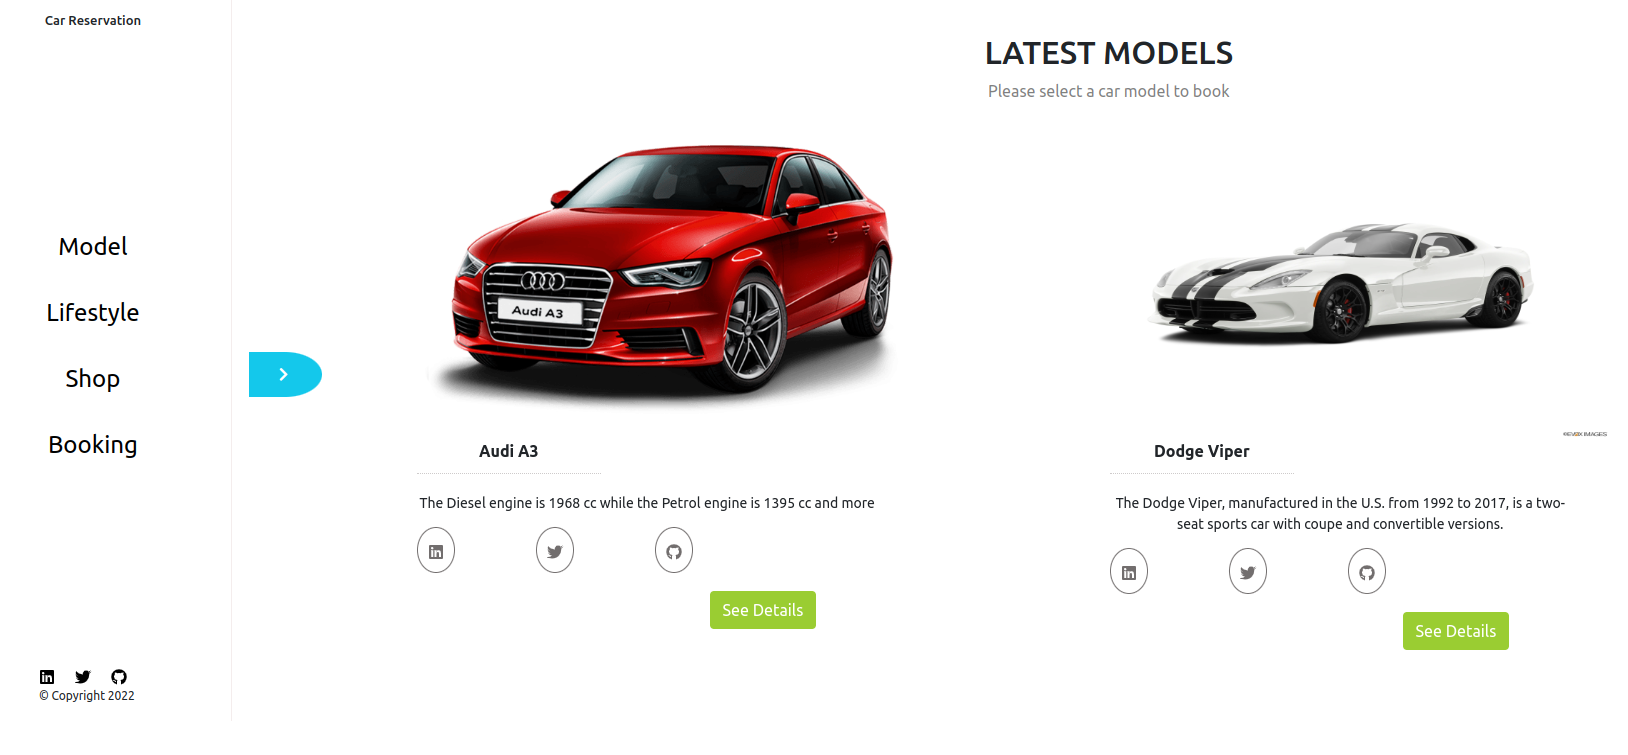 Car Reservation
LATEST MODELS
Please select a car model to book
Model
Lifestyle
Shop
Booking
Audi A3
©EVOX IMAGES
Audi A3
Dodge Viper
The Diesel engine is 1968 cc while the Petrol engine is 1395 cc and more
The Dodge Viper, manufactured in the U.S. from 1992 to 2017, is a two-
seat sports car with coupe and convertible versions.
See Details
See Details
© Copyright 2022